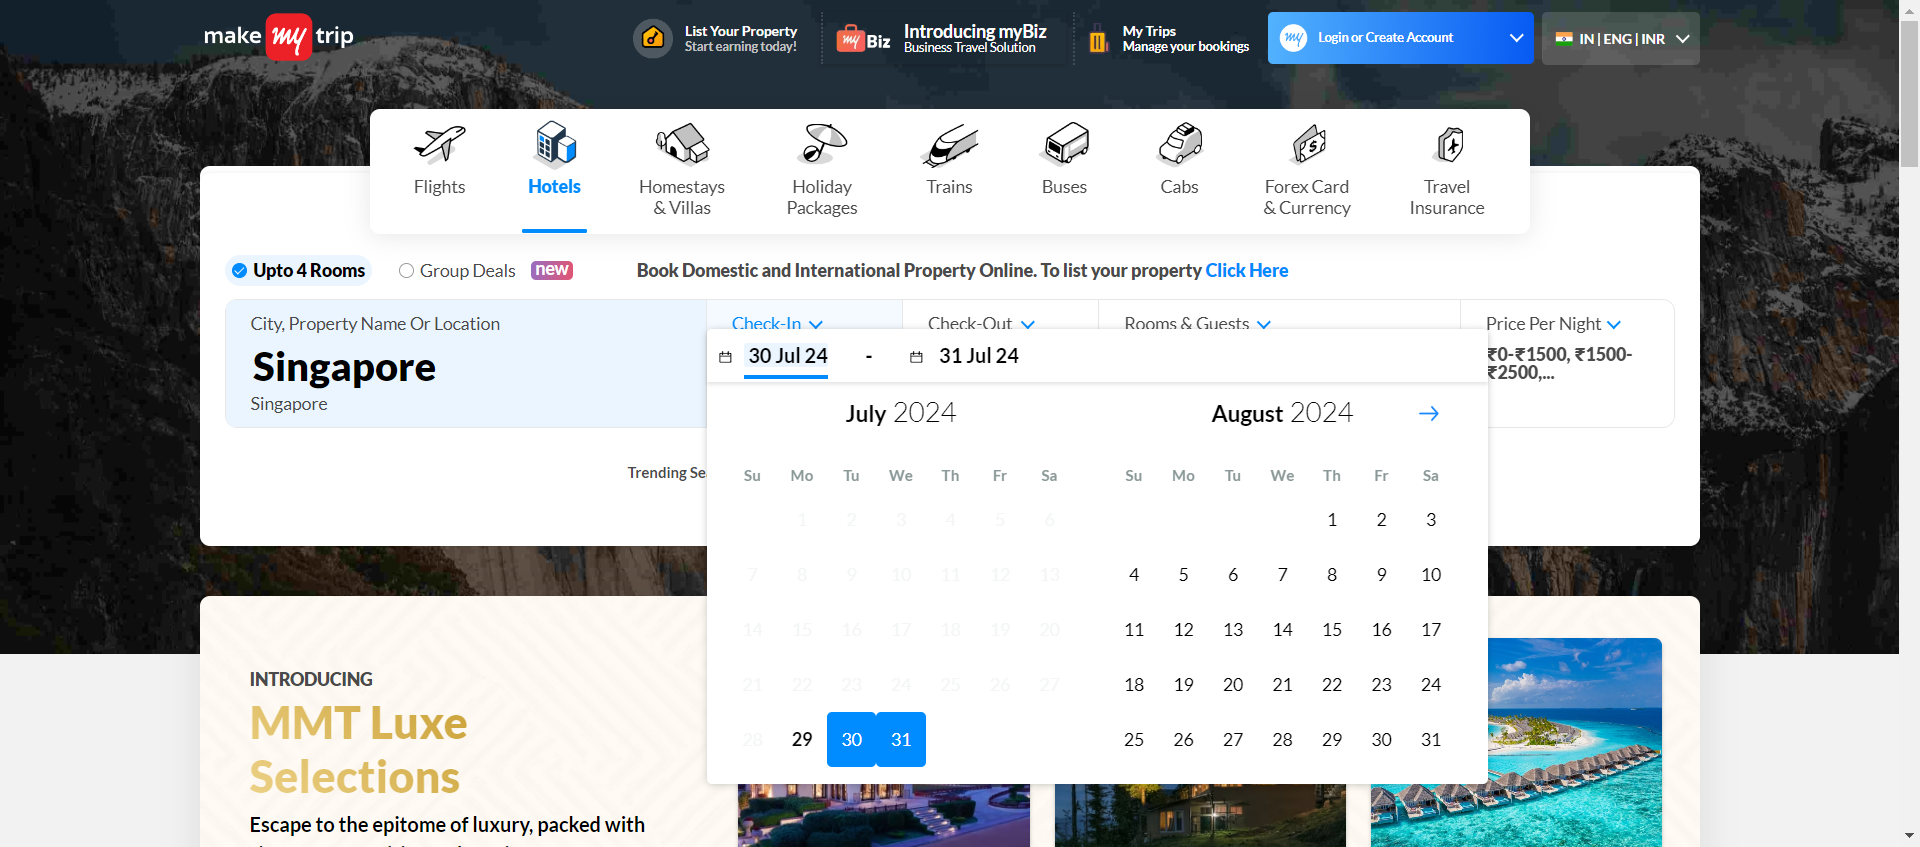 make my trip
List Your Property
Start earning today!
my Biz
Introducing myBiz
Business Travel Solution
My Trips
Manage your bookings
my
Login or Create Account
IN | ENG | INR
Flights
Hotels
Homestays
& Villas
Holiday
Packages
Trains
Buses
Cabs
Forex Card
& Currency
Travel
Insurance
Upto 4 Rooms
Group Deals
new
Book Domestic and International Property Online. To list your property Click Here
City, Property Name Or Location
Singapore
Singapore
Check-In
Check-Out
Rooms & Guests
Price Per Night
₹0-₹1500, ₹1500-
₹2500,...
30 Jul 24 - 31 Jul 24
July 2024
Su Mo Tu We Th Fr Sa
1 2 3 4 5 6
7 8 9 10 11 12 13
14 15 16 17 18 19 20
21 22 23 24 25 26 27
28 29 30 31
August 2024
Su Mo Tu We Th Fr Sa
1 2 3
4 5 6 7 8 9 10
11 12 13 14 15 16 17
18 19 20 21 22 23 24
25 26 27 28 29 30 31
Trending Se
INTRODUCING
MMT Luxe
Selections
Escape to the epitome of luxury, packed with